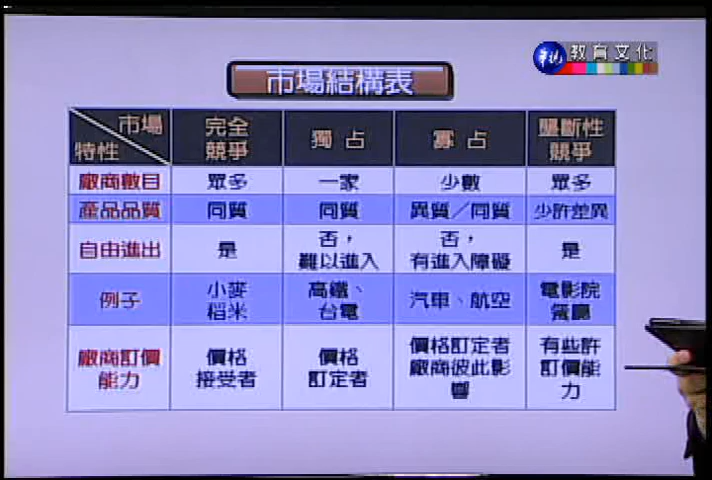 華視 教育文化
市場結構表
市場
特性
完全
競爭
獨占
寡占
壟斷性
競爭
廠商數目
眾多
一家
少數
眾多
產品品質
同質
同質
異質/同質
少許差異
自由進出
是
否,
難以進入
否,
有進入障礙
是
例子
小麥
稻米
高鐵、
台電
汽車、航空
電影院
餐廳
廠商訂價
能力
價格
接受者
價格
訂定者
價格訂定者
廠商彼此影
響
有些許
訂價能
力